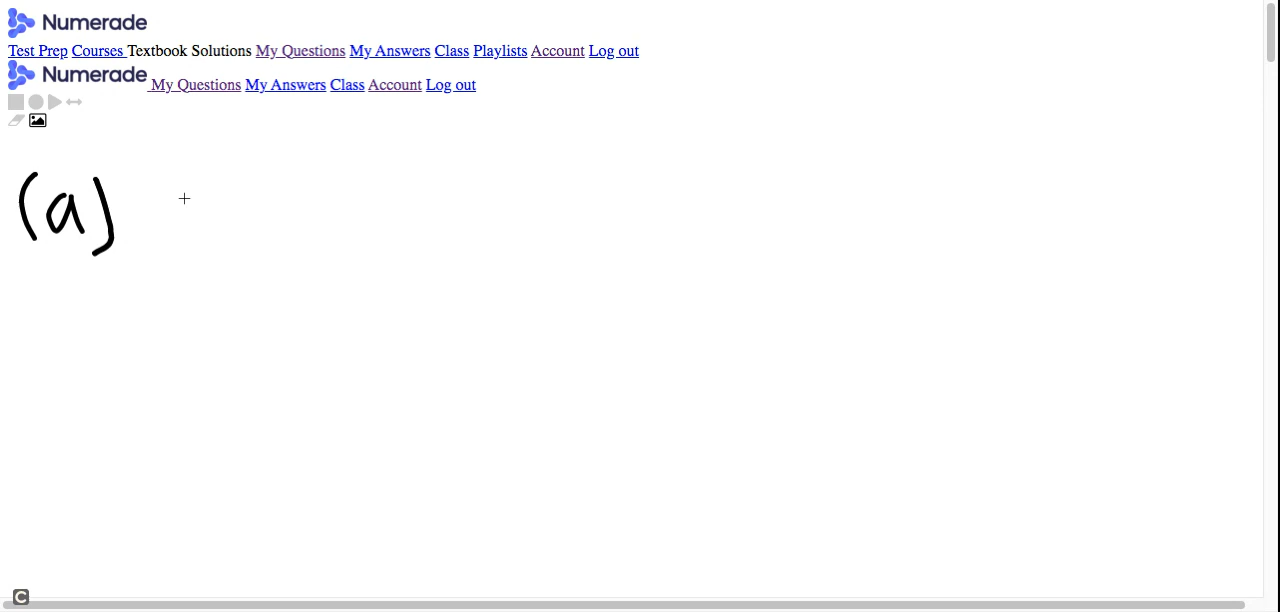 Numerade
Test Prep Courses Textbook Solutions My Questions My Answers Class Playlists Account Log out
Numerade My Questions My Answers Class Account Log out
(a)
C